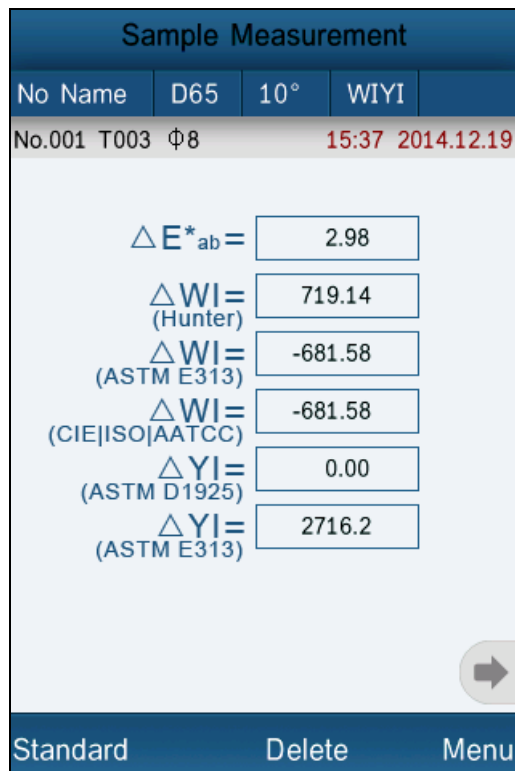 Sample Measurement
No Name D65 10° WIYI
No.001 T003 Φ8 15:37 2014.12.19
△E*ab= 2.98
△WI= 719.14
(Hunter)
△WI= -681.58
(ASTM E313)
△WI= -681.58
(CIE|ISO|AATCC)
△YI= 0.00
(ASTM D1925)
△YI= 2716.2
(ASTM E313)
Standard Delete Menu